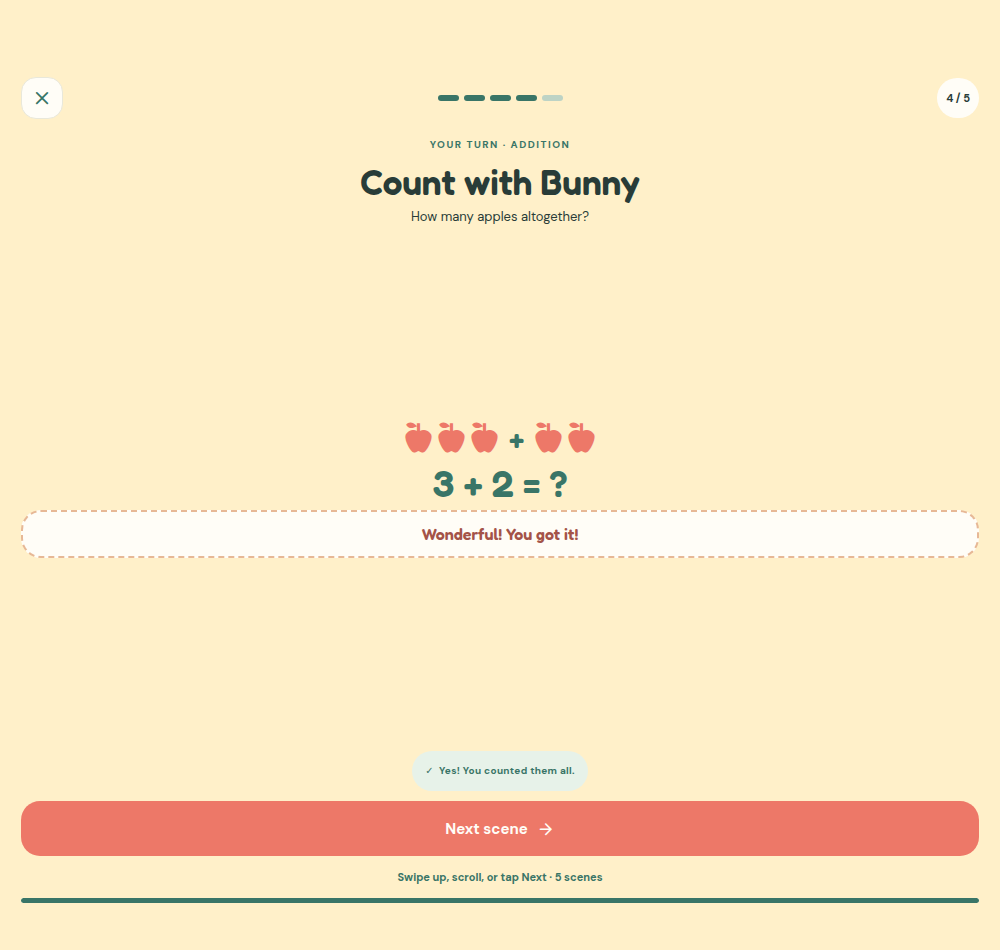 4 / 5
YOUR TURN · ADDITION
Count with Bunny
How many apples altogether?
+
3 + 2 = ?
Wonderful! You got it!
✓ Yes! You counted them all.
Next scene →
Swipe up, scroll, or tap Next · 5 scenes